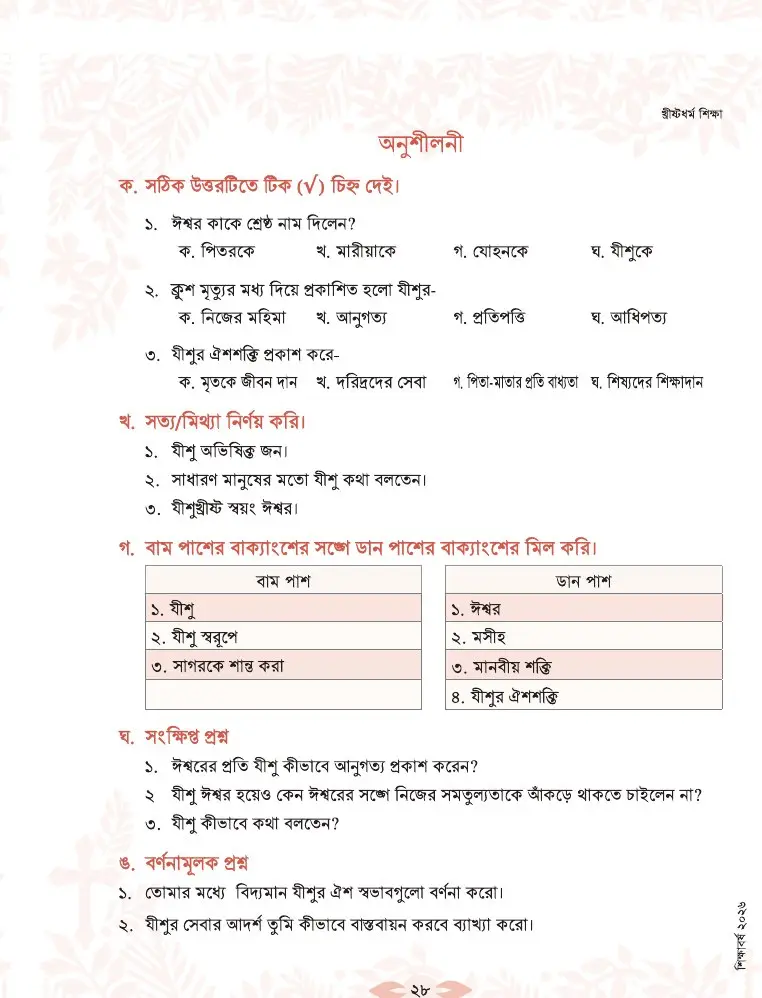 খ্রীষ্টধর্ম শিক্ষা
অনুশীলনী
ক. সঠিক উত্তরটিতে টিক (√) চিহ্ন দেই।
১. ঈশ্বর কাকে শ্রেষ্ঠ নাম দিলেন?
ক. পিতরকে খ. মারীয়াকে গ. যোহনকে ঘ. যীশুকে
২. ক্রুশ মৃত্যুর মধ্য দিয়ে প্রকাশিত হলো যীশুর-
ক. নিজের মহিমা খ. আনুগত্য গ. প্রতিপত্তি ঘ. আধিপত্য
৩. যীশুর ঐশশক্তি প্রকাশ করে-
ক. মৃতকে জীবন দান খ. দরিদ্রদের সেবা গ. পিতা-মাতার প্রতি বাধ্যতা ঘ. শিষ্যদের শিক্ষাদান
খ. সত্য/মিথ্যা নির্ণয় করি।
১. যীশু অভিষিক্ত জন।
২. সাধারণ মানুষের মতো যীশু কথা বলতেন।
৩. যীশুখ্রীষ্ট স্বয়ং ঈশ্বর।
গ. বাম পাশের বাক্যাংশের সঙ্গে ডান পাশের বাক্যাংশের মিল করি।
বাম পাশ ডান পাশ
১. যীশু ১. ঈশ্বর
২. যীশু স্বরূপে ২. মসীহ
৩. সাগরকে শান্ত করা ৩. মানবীয় শক্তি
৪. যীশুর ঐশশক্তি
ঘ. সংক্ষিপ্ত প্রশ্ন
১. ঈশ্বরের প্রতি যীশু কীভাবে আনুগত্য প্রকাশ করেন?
২ যীশু ঈশ্বর হয়েও কেন ঈশ্বরের সঙ্গে নিজের সমতুল্যতাকে আঁকড়ে থাকতে চাইলেন না?
৩. যীশু কীভাবে কথা বলতেন?
ঙ. বর্ণনামূলক প্রশ্ন
১. তোমার মধ্যে বিদ্যমান যীশুর ঐশ স্বভাবগুলো বর্ণনা করো।
২. যীশুর সেবার আদর্শ তুমি কীভাবে বাস্তবায়ন করবে ব্যাখ্যা করো।
শিক্ষাবর্ষ ২০২৬
২৮